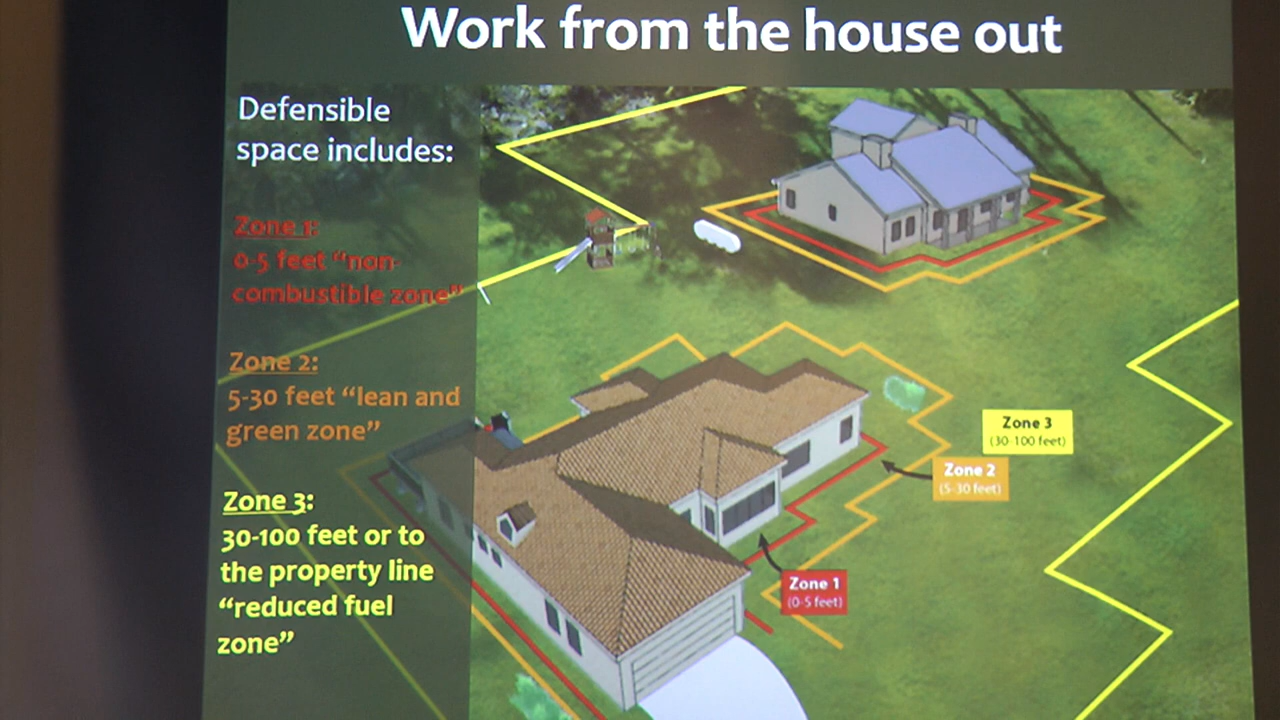 Work from the house out
Defensible
space includes:
Zone 1:
0-5 feet “non-
combustible zone”
Zone 2:
5-30 feet “lean and
green zone”
Zone 3:
30-100 feet or to
the property line
“reduced fuel
zone”
Zone 3
(30-100 feet)
Zone 2
(5-30 feet)
Zone 1
(0-5 feet)